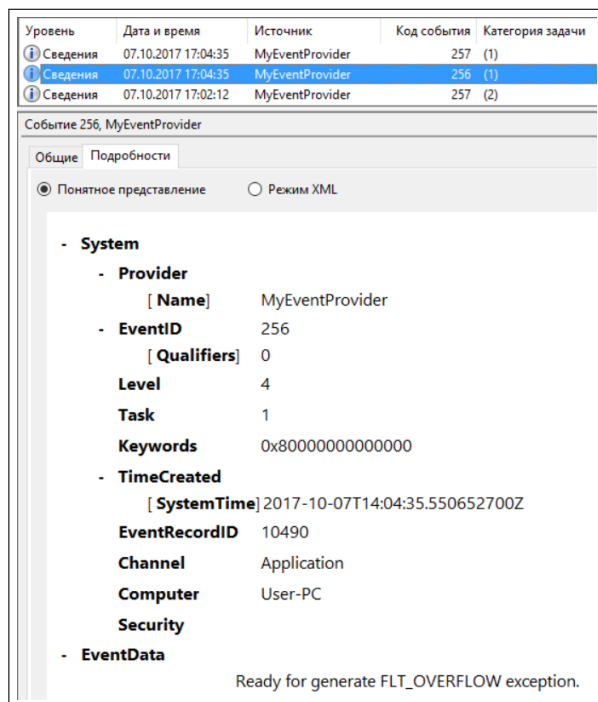 Уровень Дата и время Источник Код события Категория задачи
Сведения 07.10.2017 17:04:35 MyEventProvider 257 (1)
Сведения 07.10.2017 17:04:35 MyEventProvider 256 (1)
Сведения 07.10.2017 17:02:12 MyEventProvider 257 (2)
Событие 256, MyEventProvider
Общие Подробности
Понятное представление Режим XML
- System
- Provider
[ Name] MyEventProvider
- EventID 256
[ Qualifiers] 0
Level 4
Task 1
Keywords 0x80000000000000
- TimeCreated
[ SystemTime] 2017-10-07T14:04:35.550652700Z
EventRecordID 10490
Channel Application
Computer User-PC
Security
- EventData
Ready for generate FLT_OVERFLOW exception.